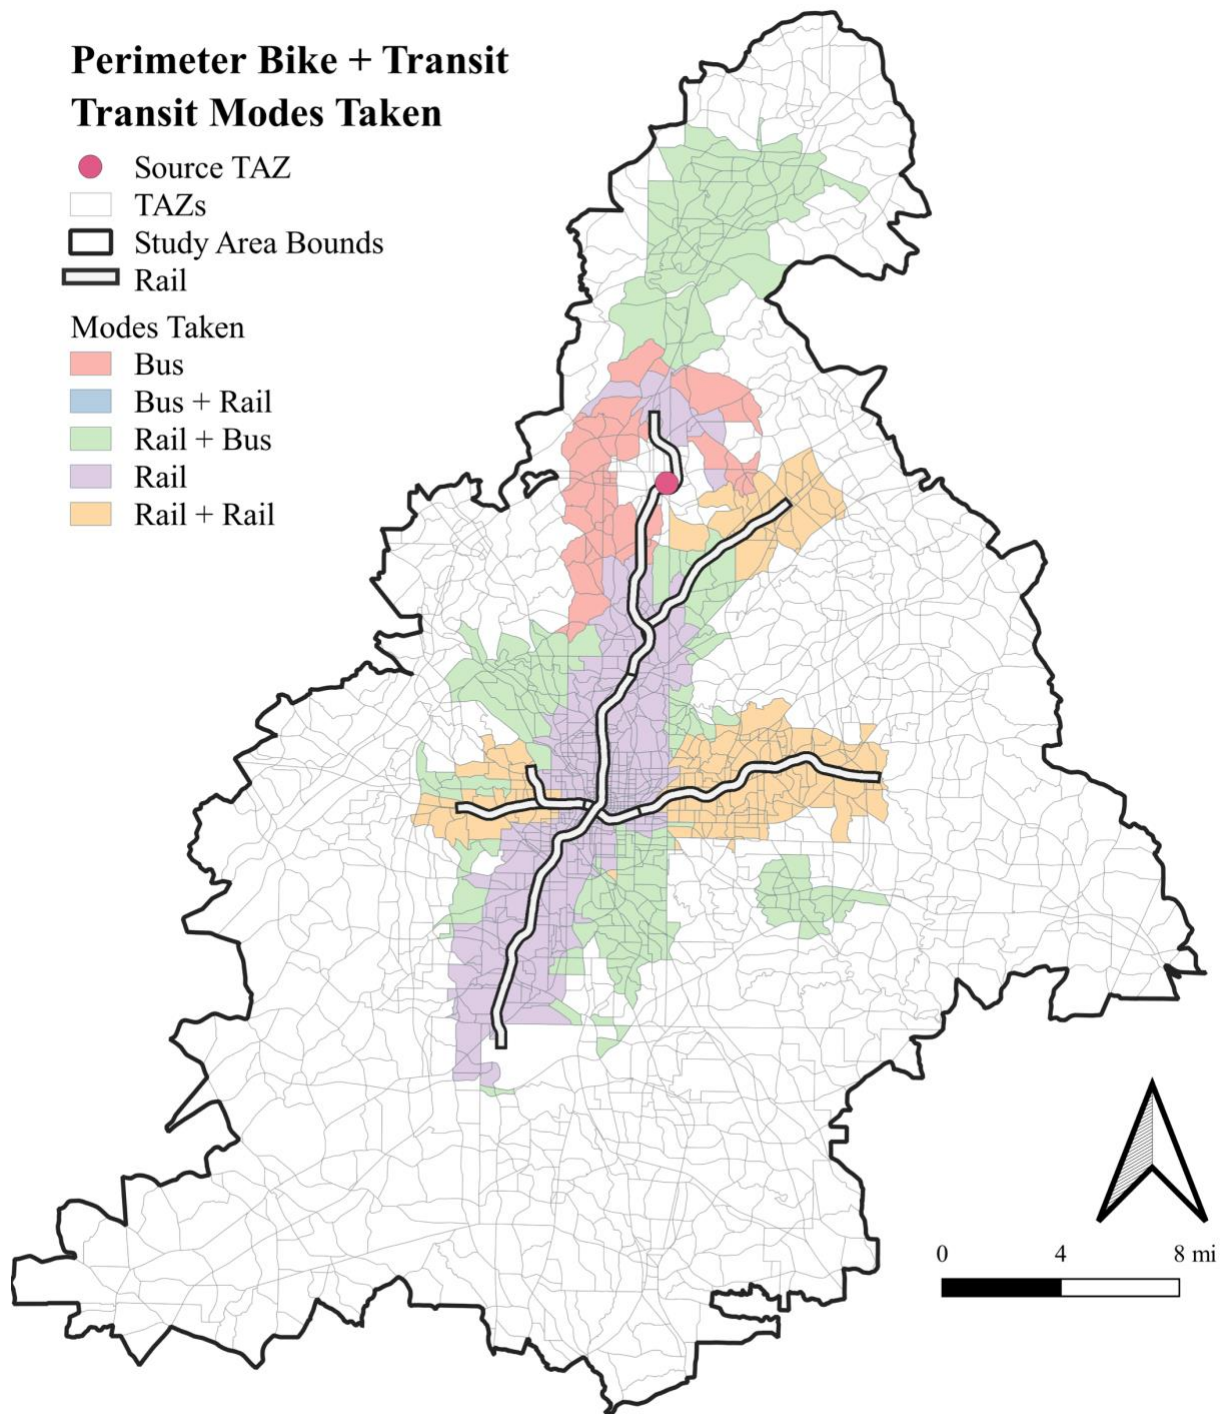 Perimeter Bike + Transit
Transit Modes Taken
Source TAZ
TAZs
Study Area Bounds
Rail
Modes Taken
Bus
Bus + Rail
Rail + Bus
Rail
Rail + Rail
0 4 8 mi